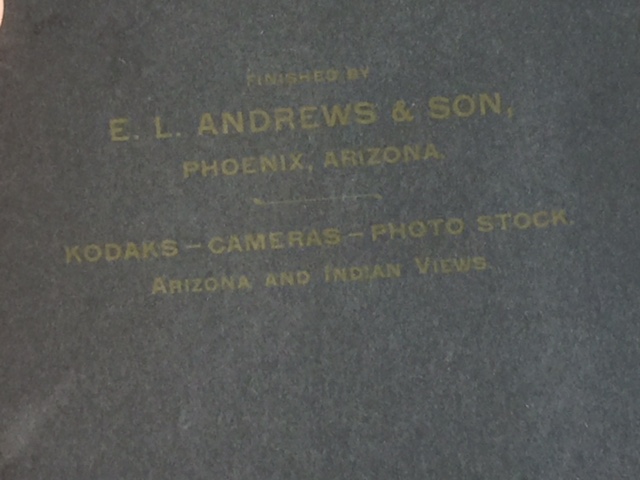 FINISHED BY
E. L. ANDREWS & SON,
PHOENIX, ARIZONA.
KODAKS – CAMERAS – PHOTO STOCK.
ARIZONA AND INDIAN VIEWS.